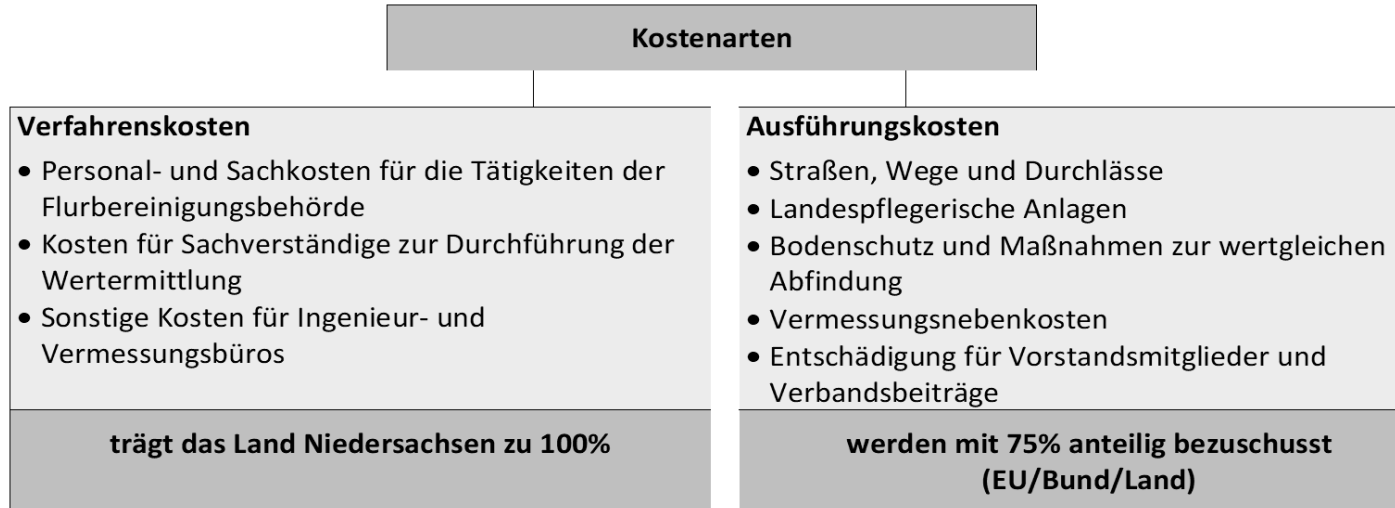 Kostenarten
Verfahrenskosten
• Personal- und Sachkosten für die Tätigkeiten der
Flurbereinigungsbehörde
• Kosten für Sachverständige zur Durchführung der
Wertermittlung
• Sonstige Kosten für Ingenieur- und
Vermessungsbüros
trägt das Land Niedersachsen zu 100%
Ausführungskosten
• Straßen, Wege und Durchlässe
• Landespflegerische Anlagen
• Bodenschutz und Maßnahmen zur wertgleichen
Abfindung
• Vermessungsnebenkosten
• Entschädigung für Vorstandsmitglieder und
Verbandsbeiträge
werden mit 75% anteilig bezuschusst
(EU/Bund/Land)